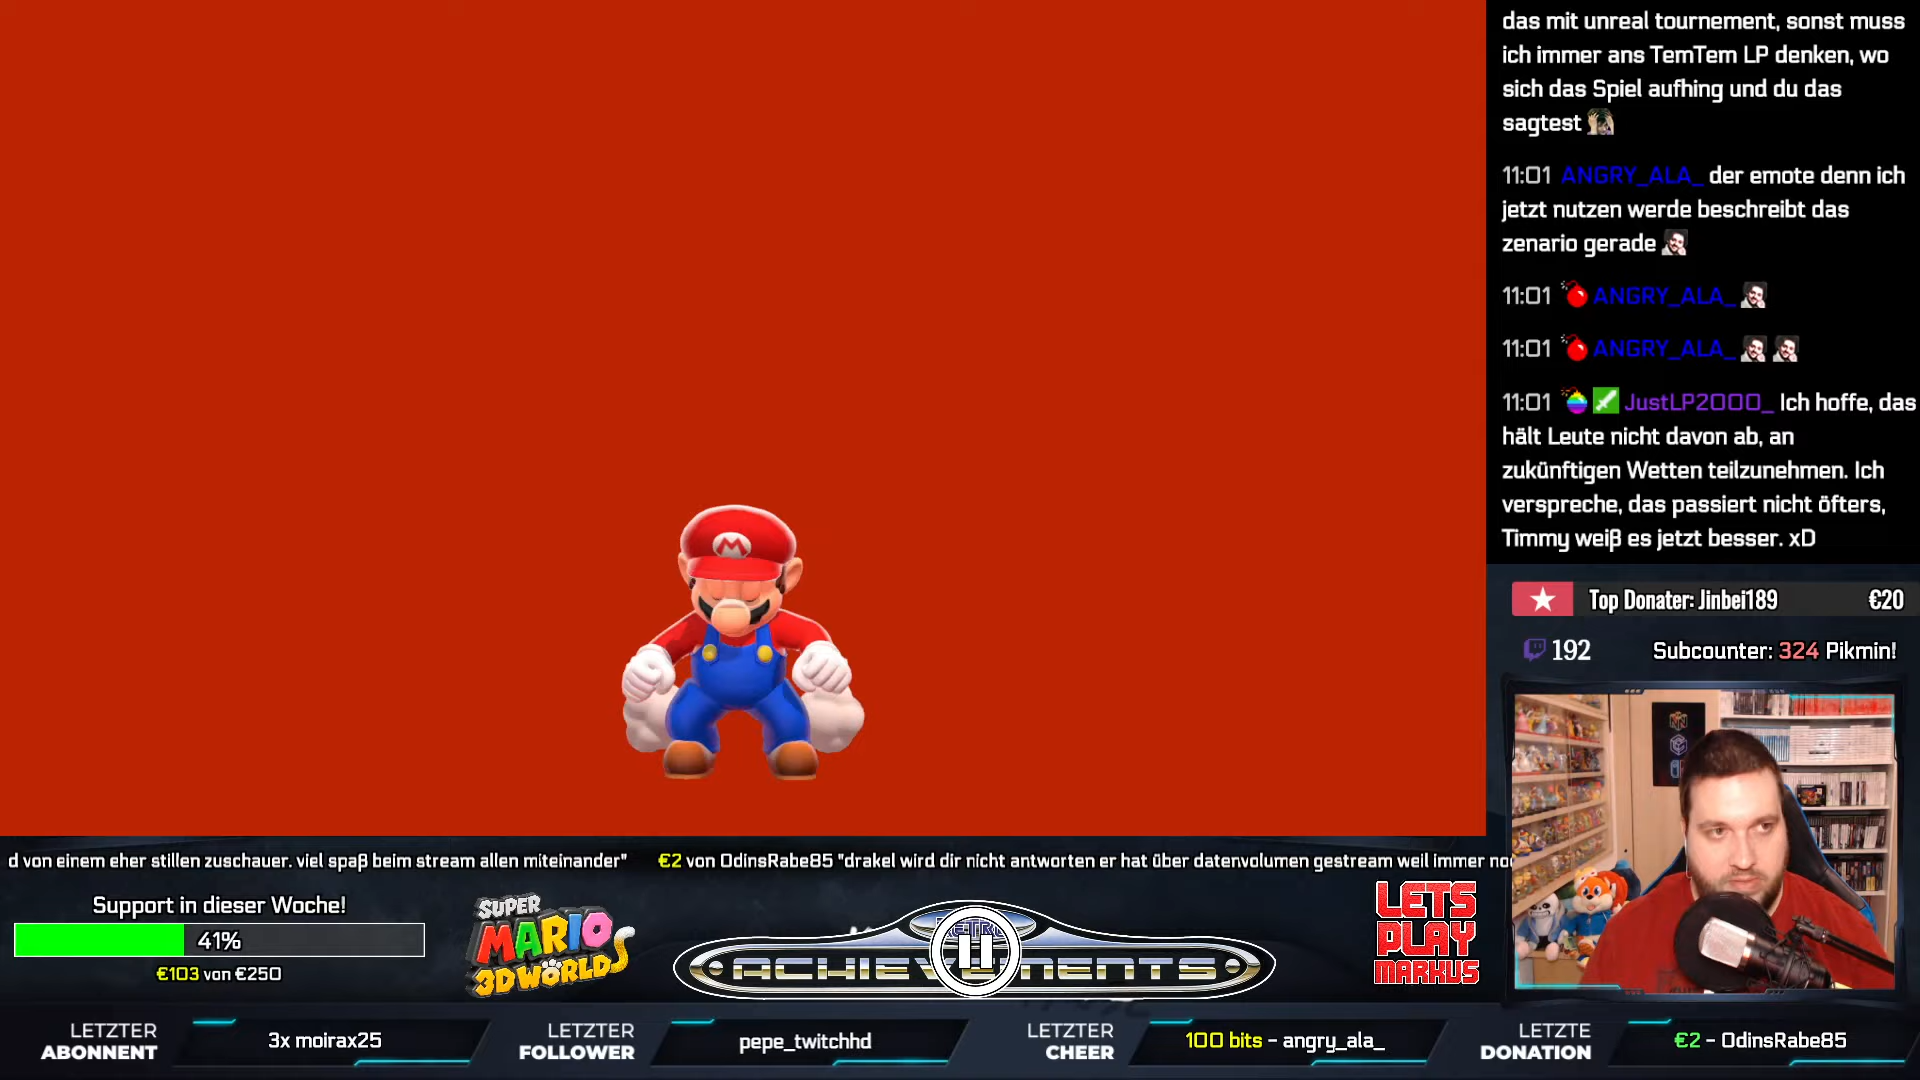 das mit unreal tournement, sonst muss
ich immer ans TemTem LP denken, wo
sich das Spiel aufhing und du das
sagtest
11:01 ANGRY_ALA_ der emote denn ich
jetzt nutzen werde beschreibt das
zenario gerade
11:01 ANGRY_ALA_
11:01 ANGRY_ALA_
11:01 JustLP2000_ Ich hoffe, das
hält Leute nicht davon ab, an
zukünftigen Wetten teilzunehmen. Ich
verspreche, das passiert nicht öfters,
Timmy weiß es jetzt besser. xD
Top Donater: Jinbei189 €20
192 Subcounter: 324 Pikmin!
M
d von einem eher stillen zuschauer. viel spaß beim stream allen miteinander" €2 von OdinsRabe85 "drakel wird dir nicht antworten er hat über datenvolumen gestream weil immer no
Support in dieser Woche!
41%
€103 von €250
SUPER
MARIO
3D WORLDS
RETRO
ACHIEVEMENTS
LETS
PLAY
MARKUS
LETZTER
ABONNENT
3x moirax25
LETZTER
FOLLOWER
pepe_twitchhd
LETZTER
CHEER
100 bits - angry_ala_
LETZTE
DONATION
€2 - OdinsRabe85